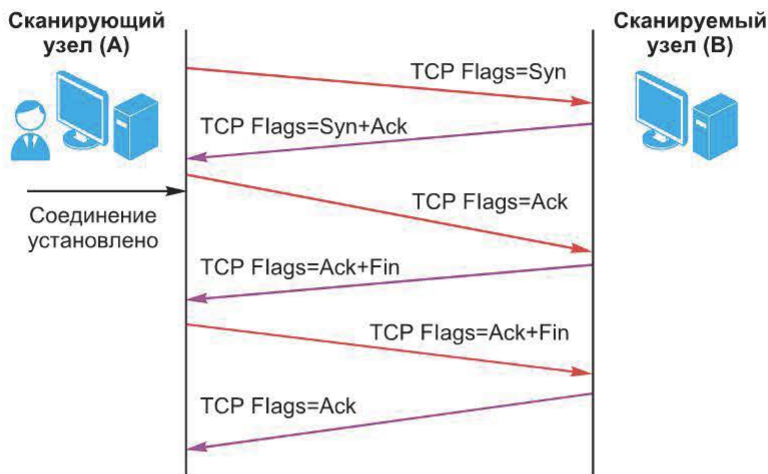 Сканирующий
узел (A)
Сканируемый
узел (B)
TCP Flags=Syn
TCP Flags=Syn+Ack
TCP Flags=Ack
Соединение
установлено
TCP Flags=Ack+Fin
TCP Flags=Ack+Fin
TCP Flags=Ack